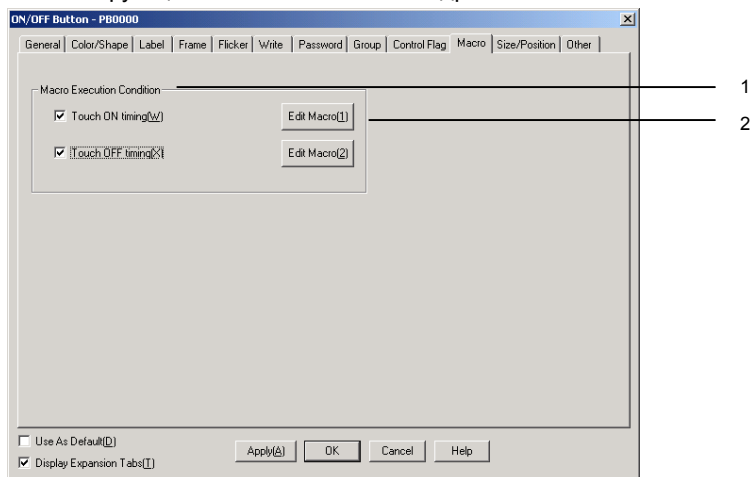 ON/OFF Button - PB0000
General Color/Shape Label Frame Flicker Write Password Group Control Flag Macro Size/Position Other
Macro Execution Condition
1
Touch ON timing(W) Edit Macro(1)
2
Touch OFF timing(X) Edit Macro(2)
Use As Default(D)
Display Expansion Tabs(T)
Apply(A) OK Cancel Help